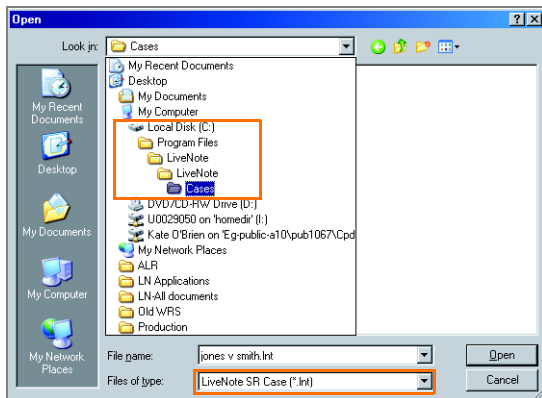 Open
Look in:
Cases
My Recent Documents
Desktop
My Documents
My Computer
Local Disk (C:)
Program Files
LiveNote
LiveNote
Cases
DVD/CD-RW Drive (D:)
U0029050 on 'homedir' (I:)
Kate O'Brien on 'Eg-public-a10\pub1067\Cpd
My Network Places
ALR
LN Applications
LN-All documents
Old WRS
Production
My Recent
Documents
Desktop
My Documents
My Computer
My Network
Places
File name:
jones v smith.lnt
Open
Files of type:
LiveNote SR Case (*.lnt)
Cancel